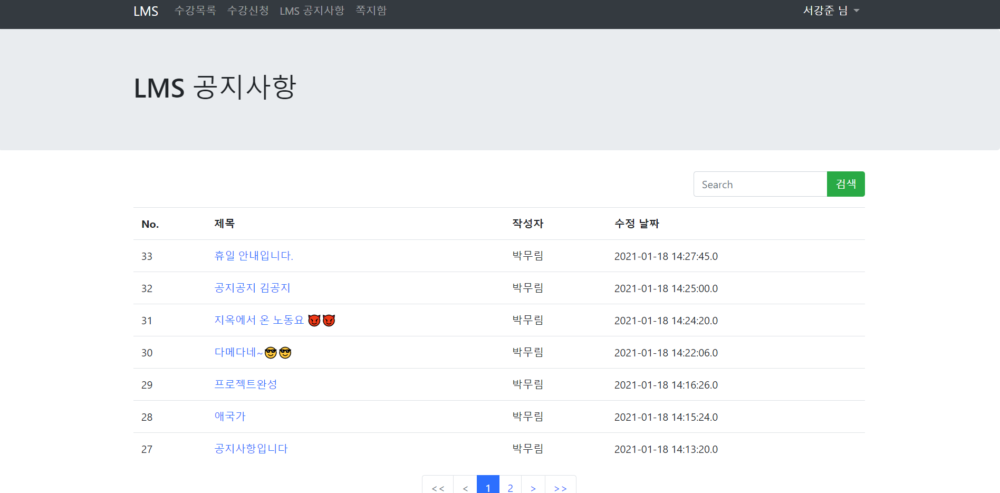 LMS 수강목록 수강신청 LMS 공지사항 쪽지함 서강준 님
LMS 공지사항
Search 검색
No. 제목 작성자 수정 날짜
33 휴일 안내입니다. 박무림 2021-01-18 14:27:45.0
32 공지공지 김공지 박무림 2021-01-18 14:25:00.0
31 지옥에서 온 노동요 😈😈 박무림 2021-01-18 14:24:20.0
30 다메다네~😎😎 박무림 2021-01-18 14:22:06.0
29 프로젝트완성 박무림 2021-01-18 14:16:26.0
28 애국가 박무림 2021-01-18 14:15:24.0
27 공지사항입니다 박무림 2021-01-18 14:13:20.0
<< < 1 2 > >>